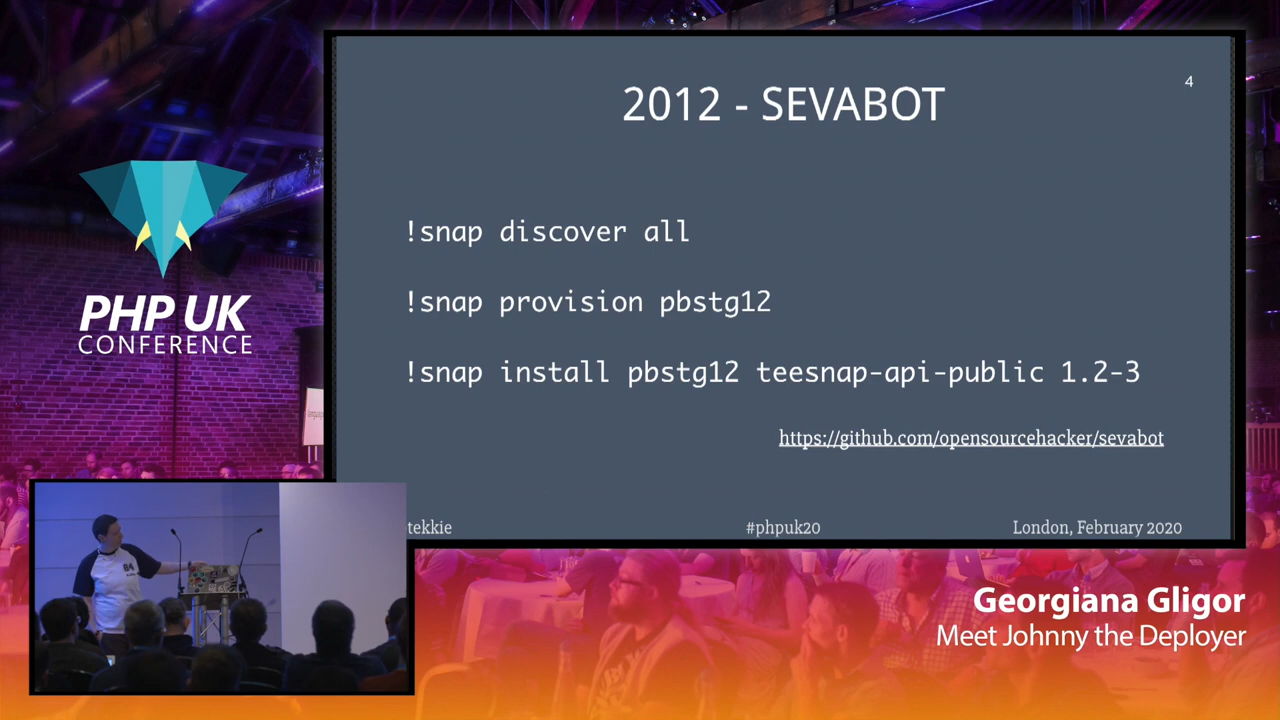 4
2012 - SEVABOT
!snap discover all
!snap provision pbstg12
!snap install pbstg12 teesnap-api-public 1.2-3
https://github.com/opensourcehacker/sevabot
tekkie
#phpuk20
London, February 2020
PHP UK
CONFERENCE
84
Georgiana Gligor
Meet Johnny the Deployer